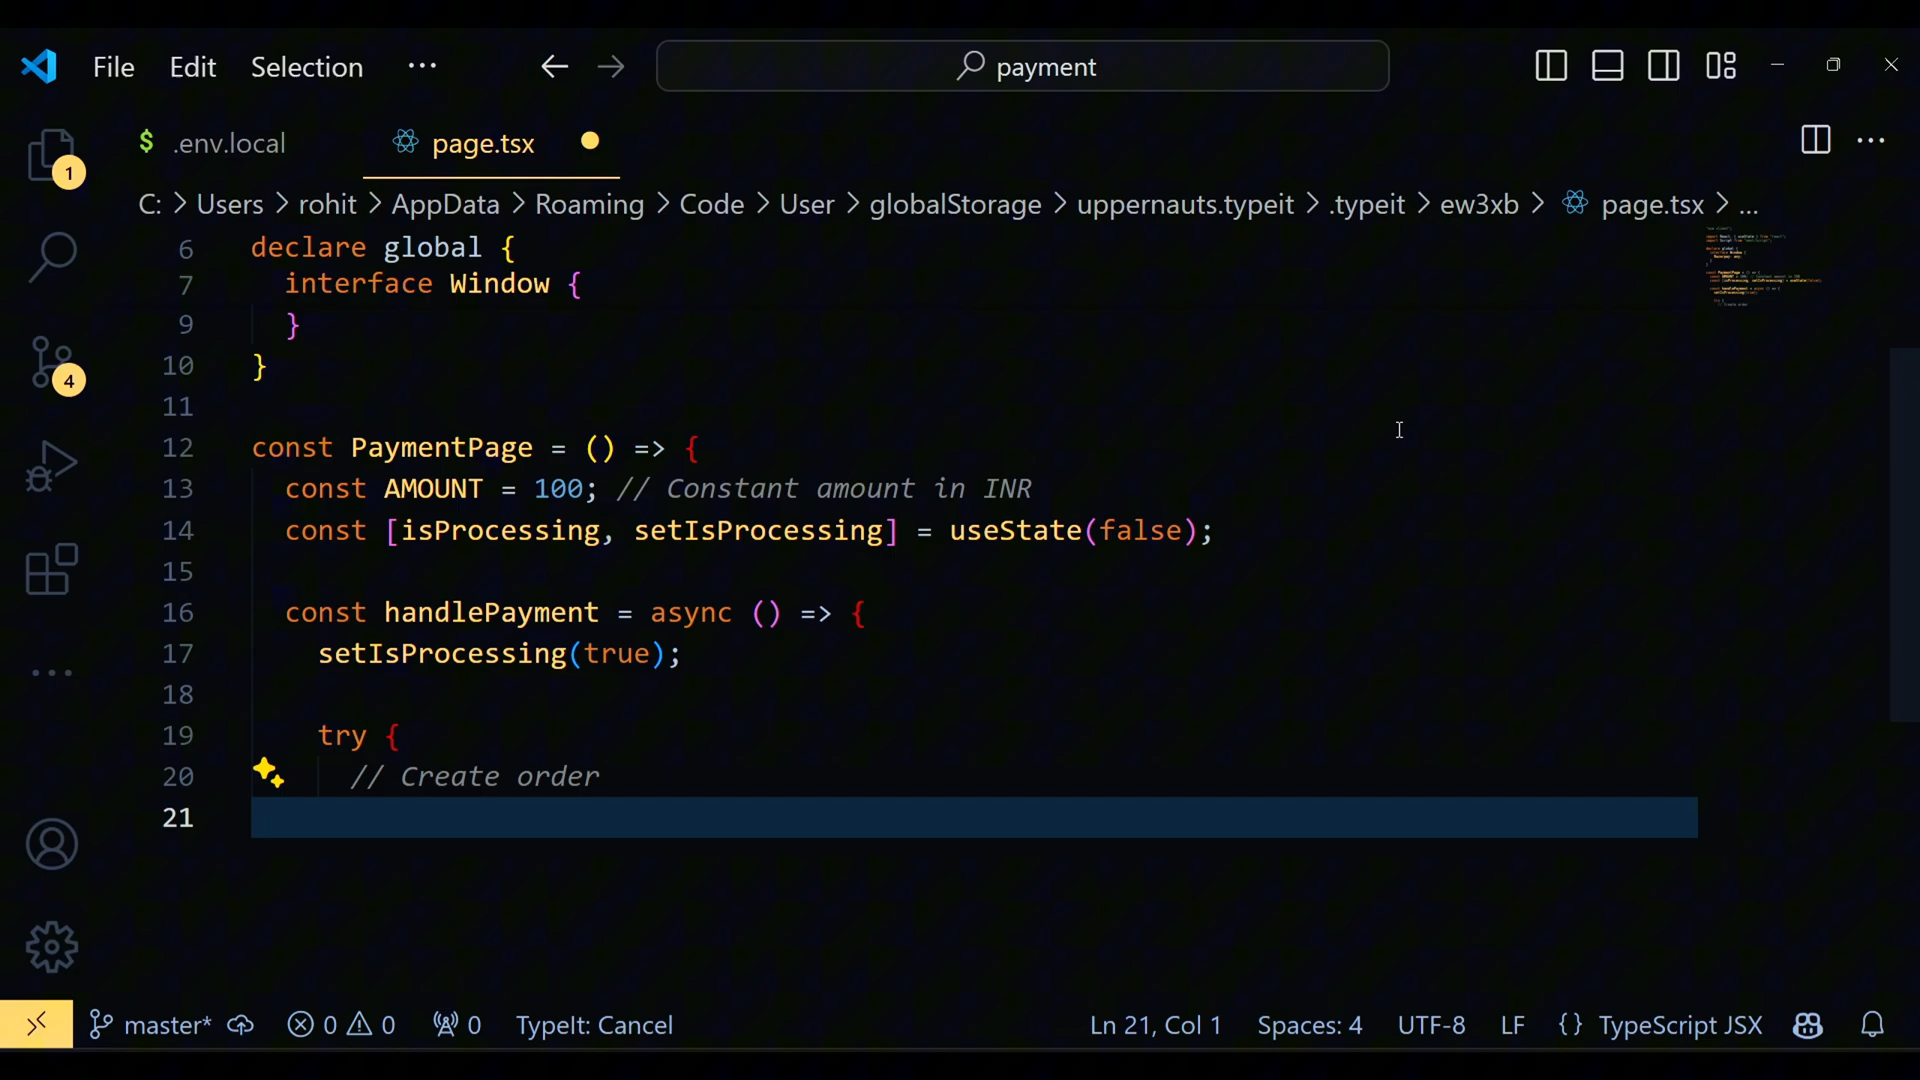 File Edit Selection ··· payment
$ .env.local page.tsx
1
C: > Users > rohit > AppData > Roaming > Code > User > globalStorage > uppernauts.typeit > .typeit > ew3xb > page.tsx > ...
6 declare global {
7 interface Window {
9 }
10 }
11
12 const PaymentPage = () => {
13 const AMOUNT = 100; // Constant amount in INR
14 const [isProcessing, setIsProcessing] = useState(false);
15
16 const handlePayment = async () => {
17 setIsProcessing(true);
18
19 try {
20 // Create order
21
4
master* 0 0 0 TypeIt: Cancel Ln 21, Col 1 Spaces: 4 UTF-8 LF {} TypeScript JSX